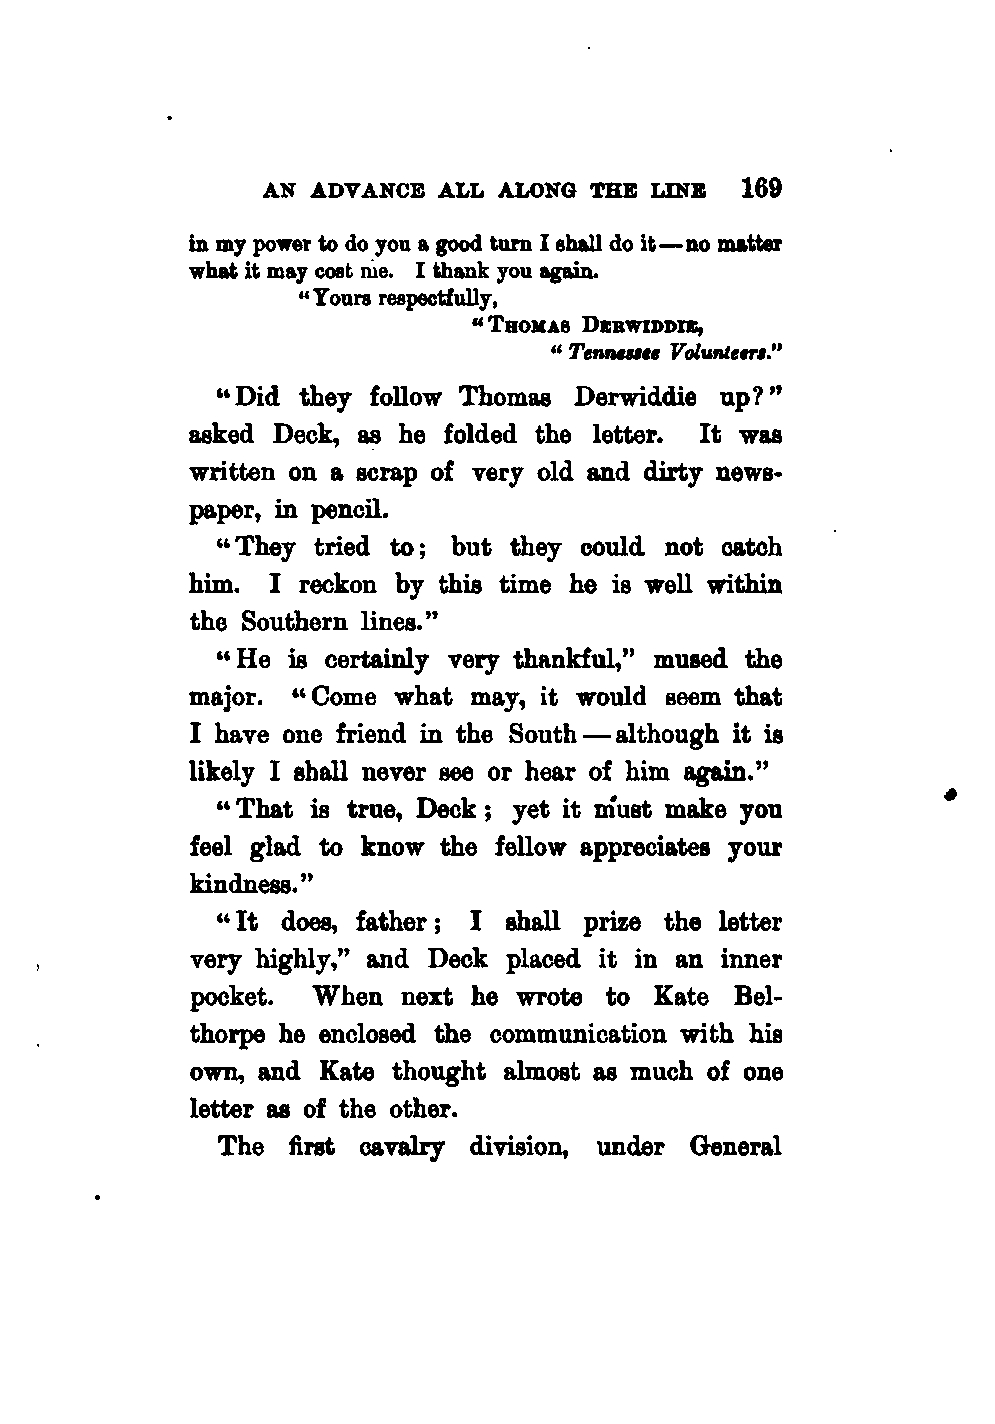 AN ADVANCE ALL ALONG THE LINE 169
in my power to do you a good turn I shall do it—no matter
what it may cost me. I thank you again.
"Yours respectfully,
"THOMAS DERWIDDIE,
"Tennessee Volunteers."
"Did they follow Thomas Derwiddie up?"
asked Deck, as he folded the letter. It was
written on a scrap of very old and dirty news-
paper, in pencil.
"They tried to; but they could not catch
him. I reckon by this time he is well within
the Southern lines."
"He is certainly very thankful," mused the
major. "Come what may, it would seem that
I have one friend in the South—although it is
likely I shall never see or hear of him again."
"That is true, Deck; yet it must make you
feel glad to know the fellow appreciates your
kindness."
"It does, father; I shall prize the letter
very highly," and Deck placed it in an inner
pocket. When next he wrote to Kate Bel-
thorpe he enclosed the communication with his
own, and Kate thought almost as much of one
letter as of the other.
The first cavalry division, under General